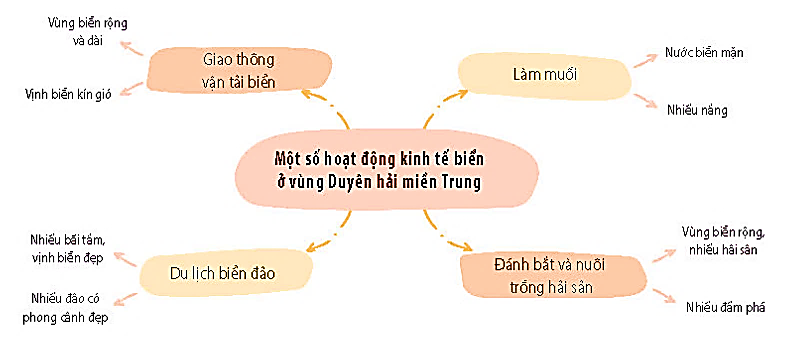 Vùng biển rộng
và dài
Vịnh biển kín gió
Giao thông
vận tải biển
Làm muối
Nước biển mặn
Nhiều nắng
Một số hoạt động kinh tế biển
ở vùng Duyên hải miền Trung
Nhiều bãi tắm,
vịnh biển đẹp
Nhiều đảo có
phong cảnh đẹp
Du lịch biển đảo
Đánh bắt và nuôi
trồng hải sản
Vùng biển rộng,
nhiều hải sản
Nhiều đầm phá